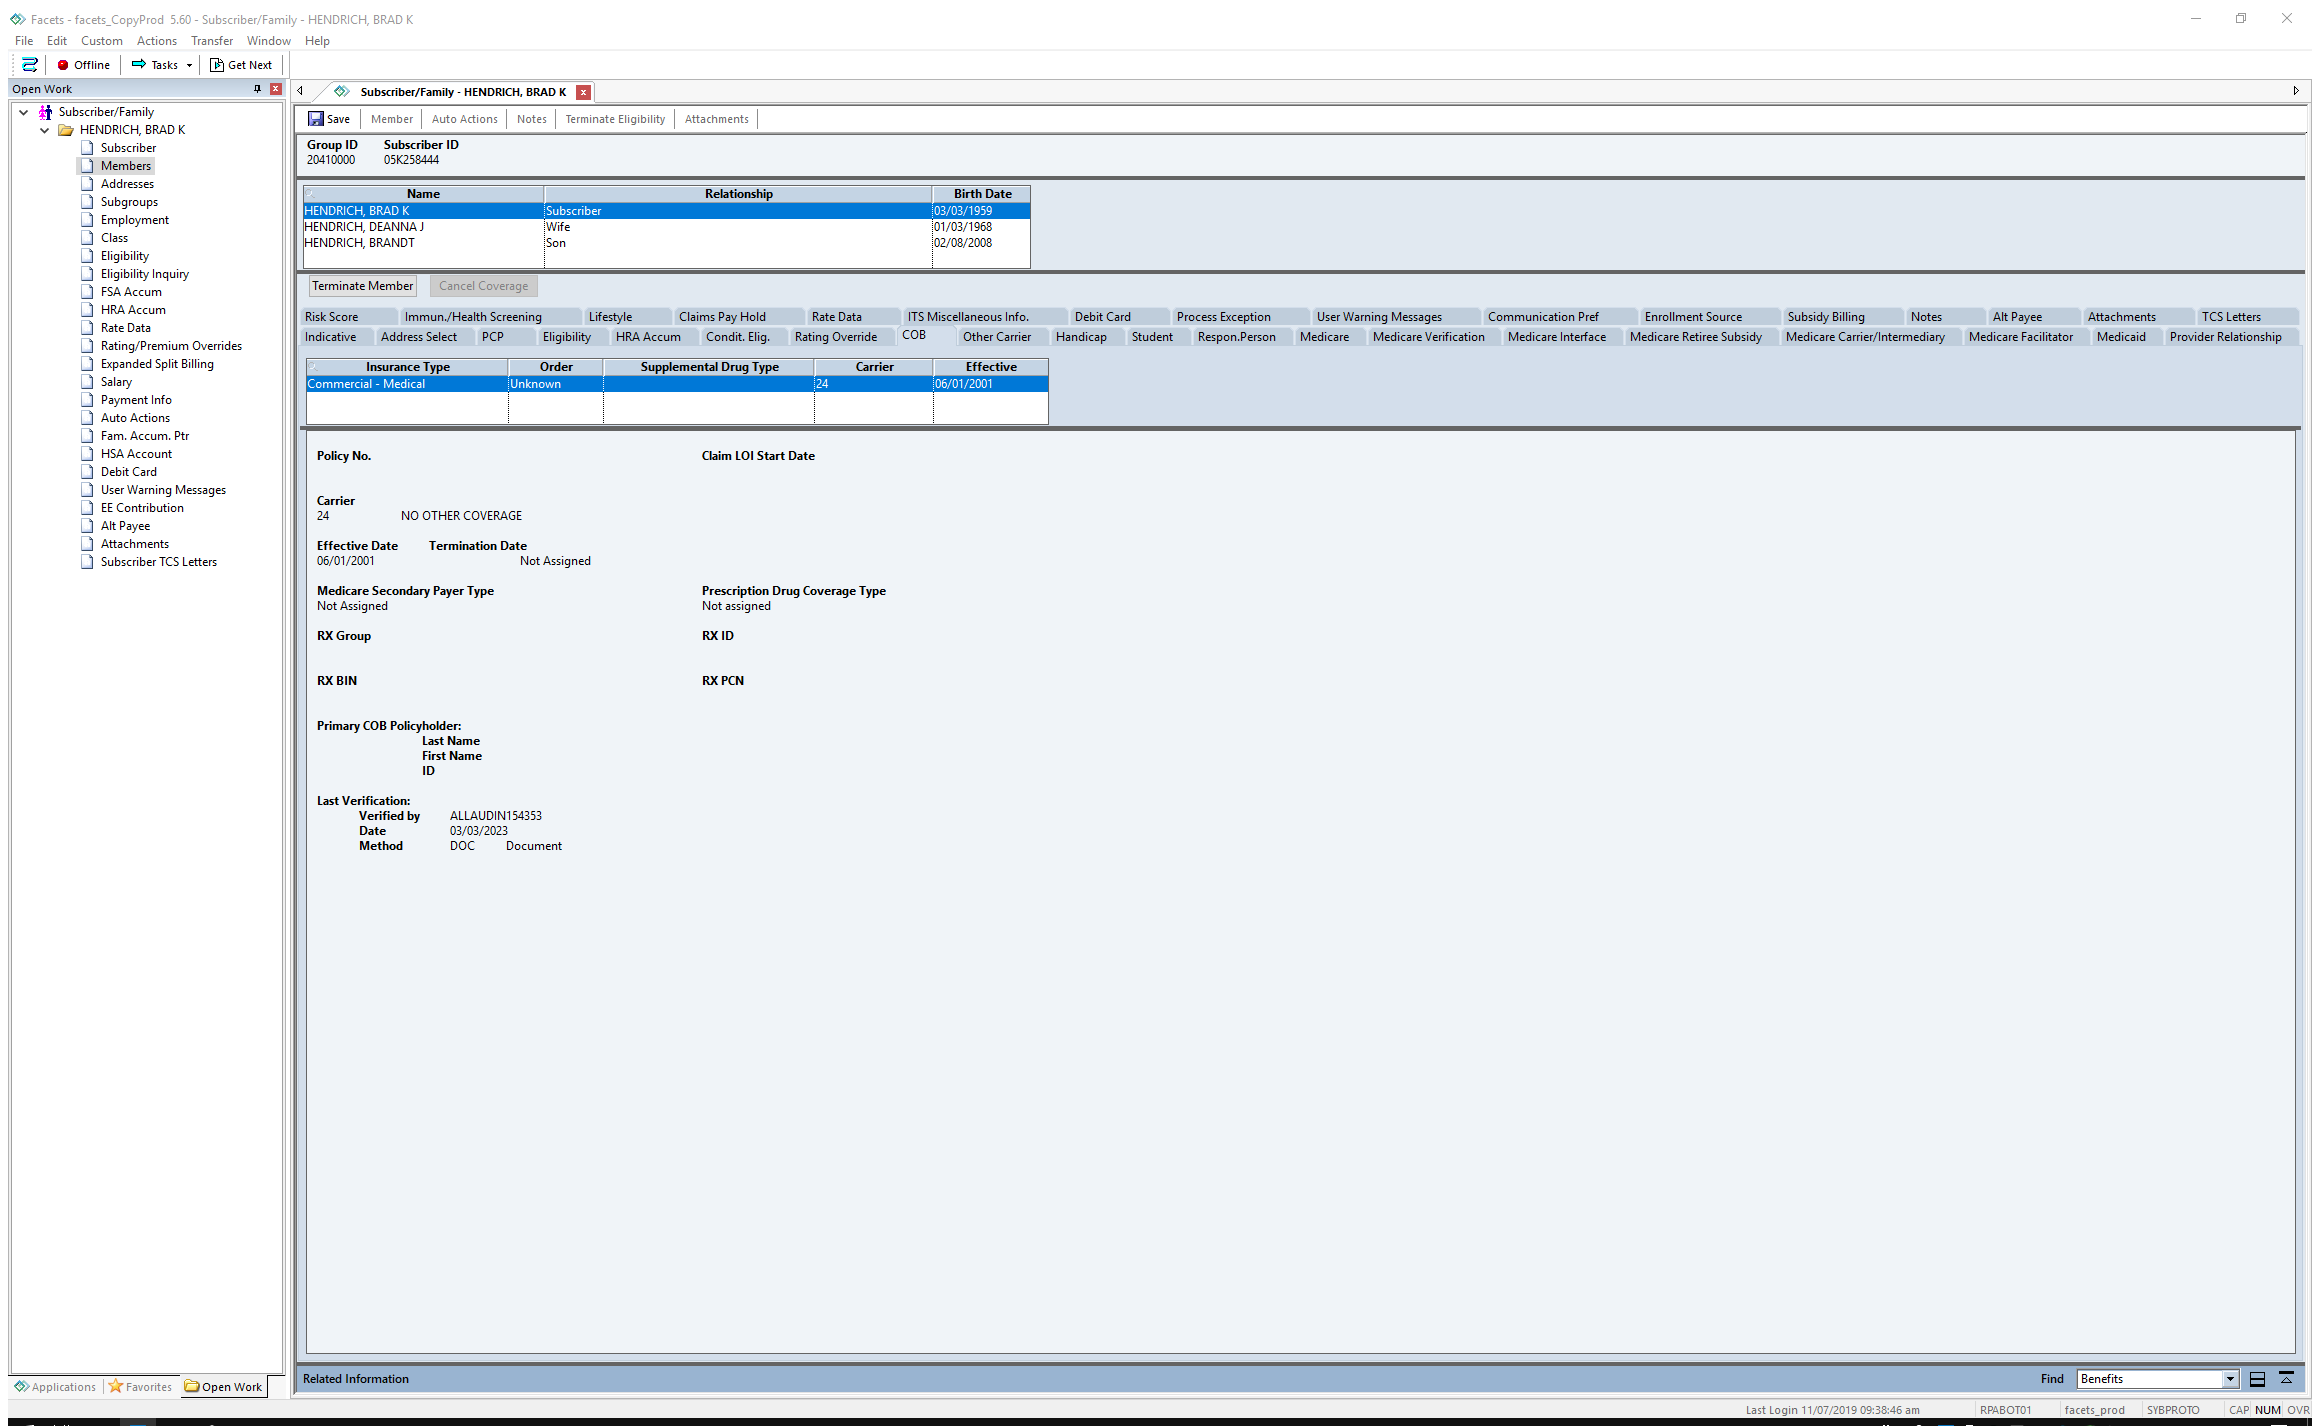 Facets - facets_CopyProd 5.60 - Subscriber/Family - HENDRICH, BRAD K
File Edit Custom Actions Transfer Window Help
Offline Tasks Get Next
Open Work
Subscriber/Family
HENDRICH, BRAD K
Subscriber
Members
Addresses
Subgroups
Employment
Class
Eligibility
Eligibility Inquiry
FSA Accum
HRA Accum
Rate Data
Rating/Premium Overrides
Expanded Split Billing
Salary
Payment Info
Auto Actions
Fam. Accum. Ptr
HSA Account
Debit Card
User Warning Messages
EE Contribution
Alt Payee
Attachments
Subscriber TCS Letters
Applications Favorites Open Work
Subscriber/Family - HENDRICH, BRAD K
Save Member Auto Actions Notes Terminate Eligibility Attachments
Group ID Subscriber ID
20410000 05K258444
Name Relationship Birth Date
HENDRICH, BRAD K Subscriber 03/03/1959
HENDRICH, DEANNA J Wife 01/03/1968
HENDRICH, BRANDT Son 02/08/2008
Terminate Member Cancel Coverage
Risk Score Immun./Health Screening Lifestyle Claims Pay Hold Rate Data ITS Miscellaneous Info. Debit Card Process Exception User Warning Messages Communication Pref Enrollment Source Subsidy Billing Notes Alt Payee Attachments TCS Letters
Indicative Address Select PCP Eligibility HRA Accum Condit. Elig. Rating Override COB Other Carrier Handicap Student Respon.Person Medicare Medicare Verification Medicare Interface Medicare Retiree Subsidy Medicare Carrier/Intermediary Medicare Facilitator Medicaid Provider Relationship
Insurance Type Order Supplemental Drug Type Carrier Effective
Commercial - Medical Unknown 24 06/01/2001
Policy No. Claim LOI Start Date
Carrier
24 NO OTHER COVERAGE
Effective Date Termination Date
06/01/2001 Not Assigned
Medicare Secondary Payer Type Prescription Drug Coverage Type
Not Assigned Not assigned
RX Group RX ID
RX BIN RX PCN
Primary COB Policyholder:
Last Name
First Name
ID
Last Verification:
Verified by ALLAUDIN154353
Date 03/03/2023
Method DOC Document
Related Information Find Benefits
Last Login 11/07/2019 09:38:46 am RPABOT01 facets_prod SYBPROTO CAP NUM OVR